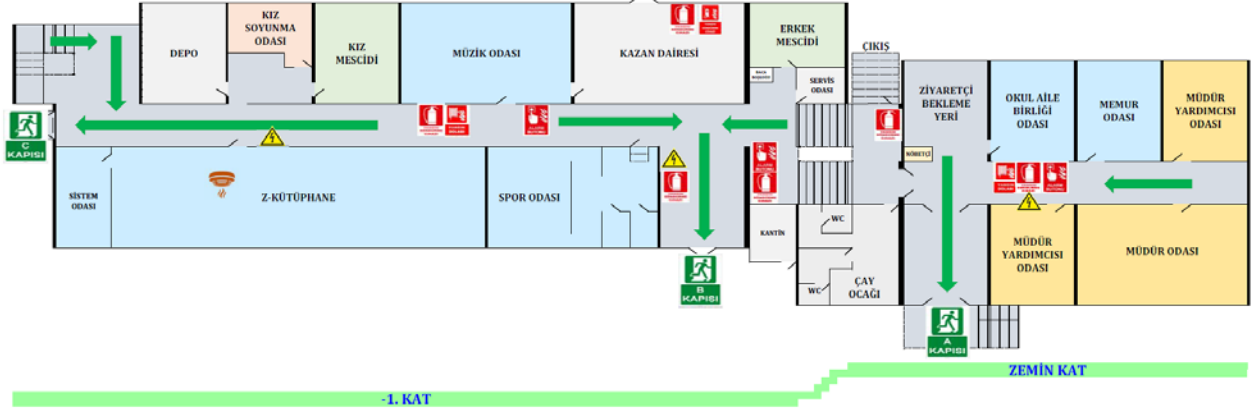 DEPO
KIZ
SOYUNMA
ODASI
KIZ
MESCİDİ
MÜZİK ODASI
KAZAN DAİRESİ
ERKEK
MESCİDİ
SERVİS
ODASI
ÇIKIŞ
ZİYARETÇİ
BEKLEME
YERİ
NÖBETÇİ
OKUL AİLE
BİRLİĞİ
ODASI
MEMUR
ODASI
MÜDÜR
YARDIMCISI
ODASI
C
KAPISI
SİSTEM
ODASI
Z-KÜTÜPHANE
SPOR ODASI
KANTİN
WC
WC
ÇAY
OCAĞI
MÜDÜR
YARDIMCISI
ODASI
MÜDÜR ODASI
B
KAPISI
A
KAPISI
ZEMİN KAT
-1. KAT